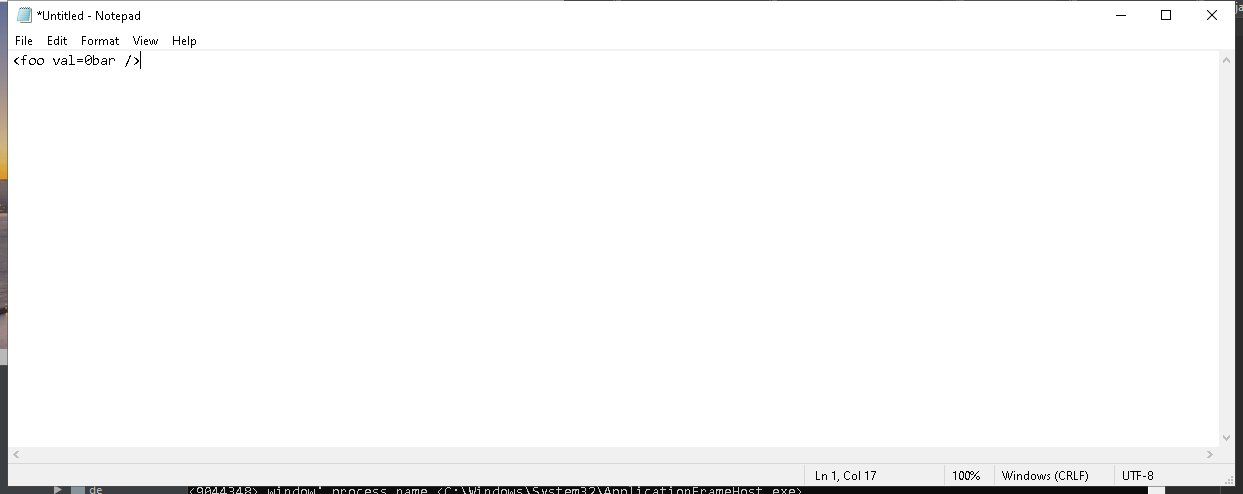 *Untitled - Notepad
File Edit Format View Help
<foo val=0bar />
Ln 1, Col 17 100% Windows (CRLF) UTF-8
de <9044348> window' process name <C:\Windows\System32\ApplicationFrameHost.exe>